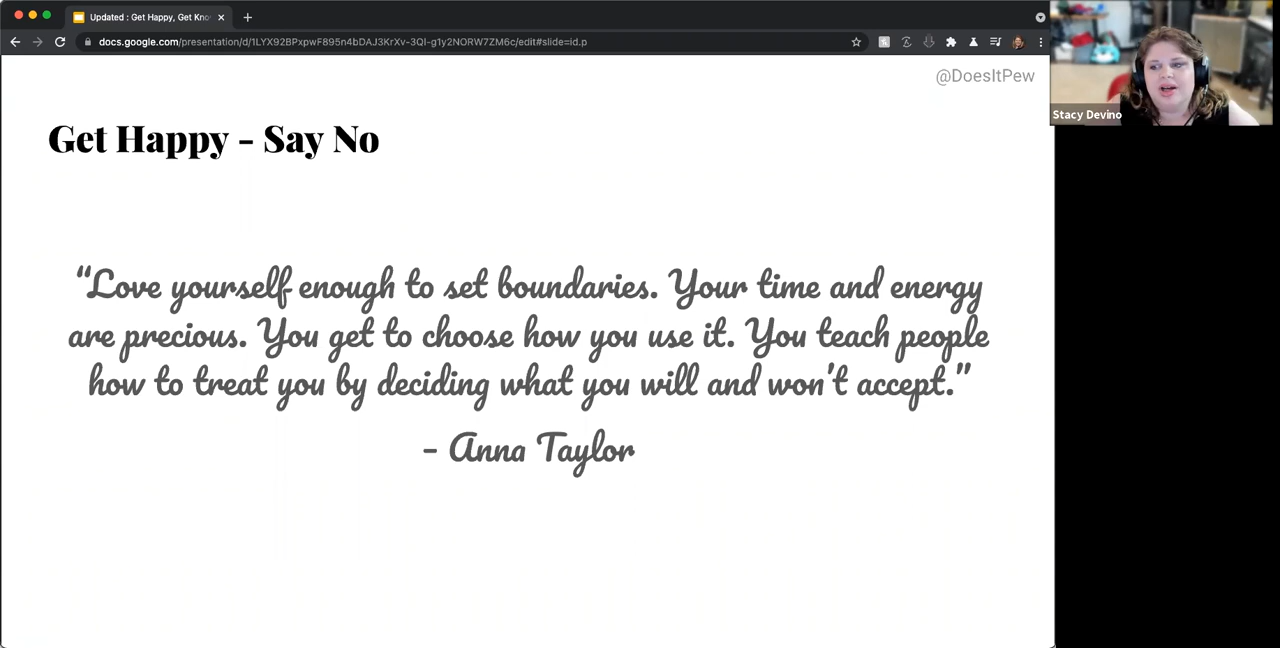 Updated : Get Happy, Get Kno
docs.google.com/presentation/d/1LYX92BPxpwF895n4bDAJ3KrXv-3Ql-g1y2NORW7ZM6c/edit#slide=id.p
@DoesItPew
Stacy Devino
Get Happy - Say No
“Love yourself enough to set boundaries. Your time and energy
are precious. You get to choose how you use it. You teach people
how to treat you by deciding what you will and won’t accept.”
- Anna Taylor